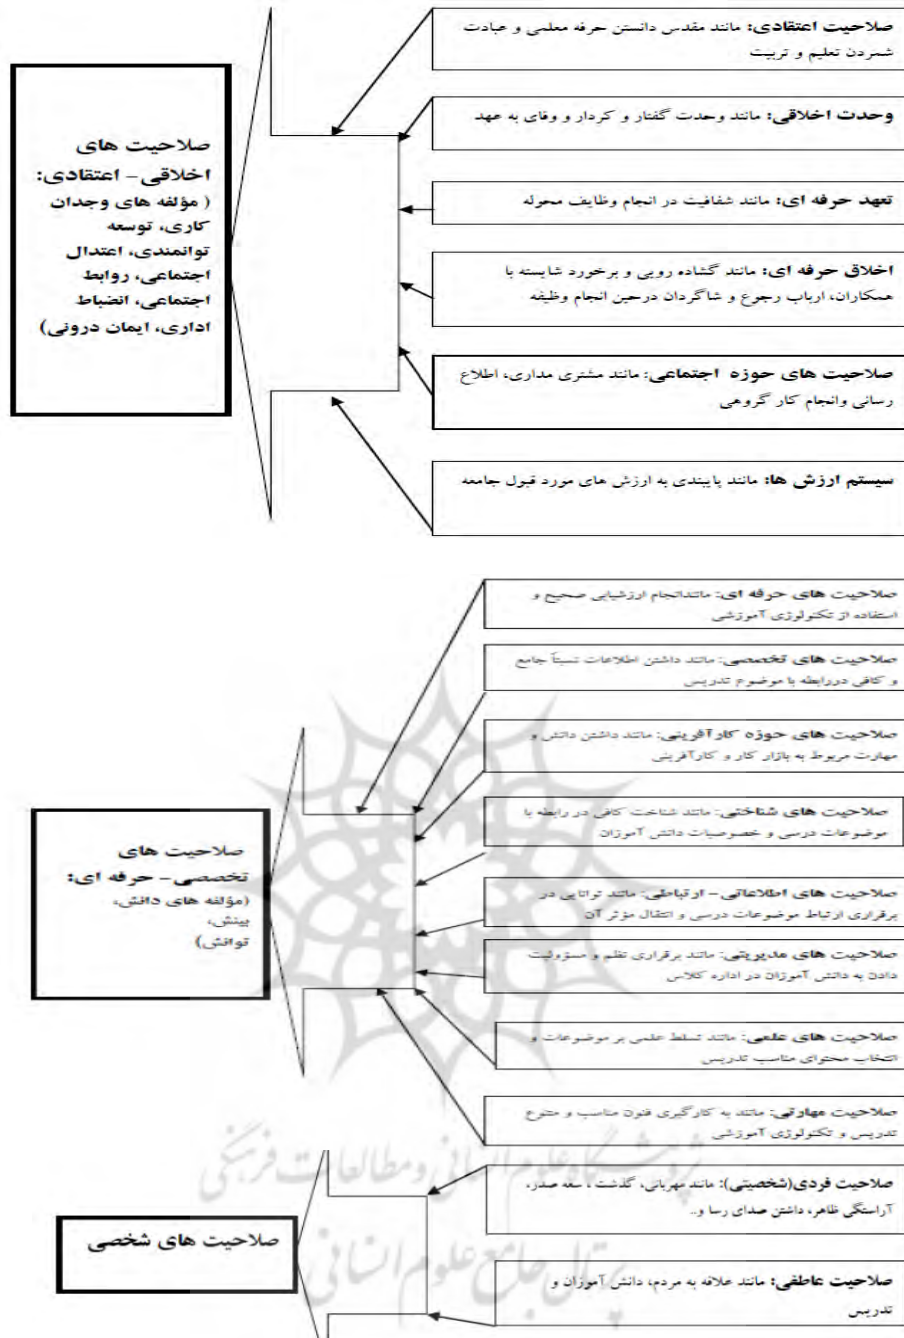 صلاحیت اعتقادی: مانند مقدس دانستن حرفه معلمی و عبادت
شمردن تعلیم و تربیت
وحدت اخلاقی: مانند وحدت گفتار و کردار و وفای به عهد
تعهد حرفه ای: مانند شفافیت در انجام وظایف محوله
اخلاق حرفه ای: مانند گشاده رویی و برخورد شایسته با
همکاران، ارباب رجوع و شاگردان درحین انجام وظیفه
صلاحیت های حوزه اجتماعی: مانند مشتری مداری، اطلاع
رسانی وانجام کار گروهی
سیستم ارزش ها: مانند پایبندی به ارزش های مورد قبول جامعه
صلاحیت های
اخلاقی- اعتقادی:
( مؤلفه های وجدان
کاری، توسعه
توانمندی، اعتدال
اجتماعی، روابط
اجتماعی، انضباط
اداری، ایمان درونی)
صلاحیت های حرفه ای: مانندانجام ارزشیابی صحیح و
استفاده از تکنولوژی آموزشی
صلاحیت های تخصصی: مانند داشتن اطلاعات نسبتاً جامع
و کافی دررابطه با موضوع تدریس
صلاحیت های حوزه کارآفرینی: مانند داشتن دانش و
مهارت مربوط به بازار کار و کارآفرینی
صلاحیت های شناختی: مانند شناخت کافی در رابطه با
موضوعات درسی و خصوصیات دانش آموزان
صلاحیت های اطلاعاتی- ارتباطی: مانند توانایی در
برقراری ارتباط موضوعات درسی و انتقال مؤثر آن
صلاحیت های مدیریتی: مانند برقراری نظم و مسؤولیت
دادن به دانش آموزان در اداره کلاس
صلاحیت های علمی: مانند تسلط علمی بر موضوعات و
انتخاب محتوای مناسب تدریس
صلاحیت مهارتی: مانند به کارگیری فنون مناسب و متنوع
تدریس و تکنولوژی آموزشی
صلاحیت های
تخصصی- حرفه ای:
(مؤلفه های دانش،
بینش،
توانش)
صلاحیت فردی(شخصیتی): مانند مهربانی، گذشت ، سعه صدر،
آراستگی ظاهر، داشتن صدای رسا و..
صلاحیت عاطفی: مانند علاقه به مردم، دانش آموزان و
تدریس
صلاحیت های شخصی
پژوهشگاه علوم انسانی و مطالعات فرهنگی
پرتال جامع علوم انسانی